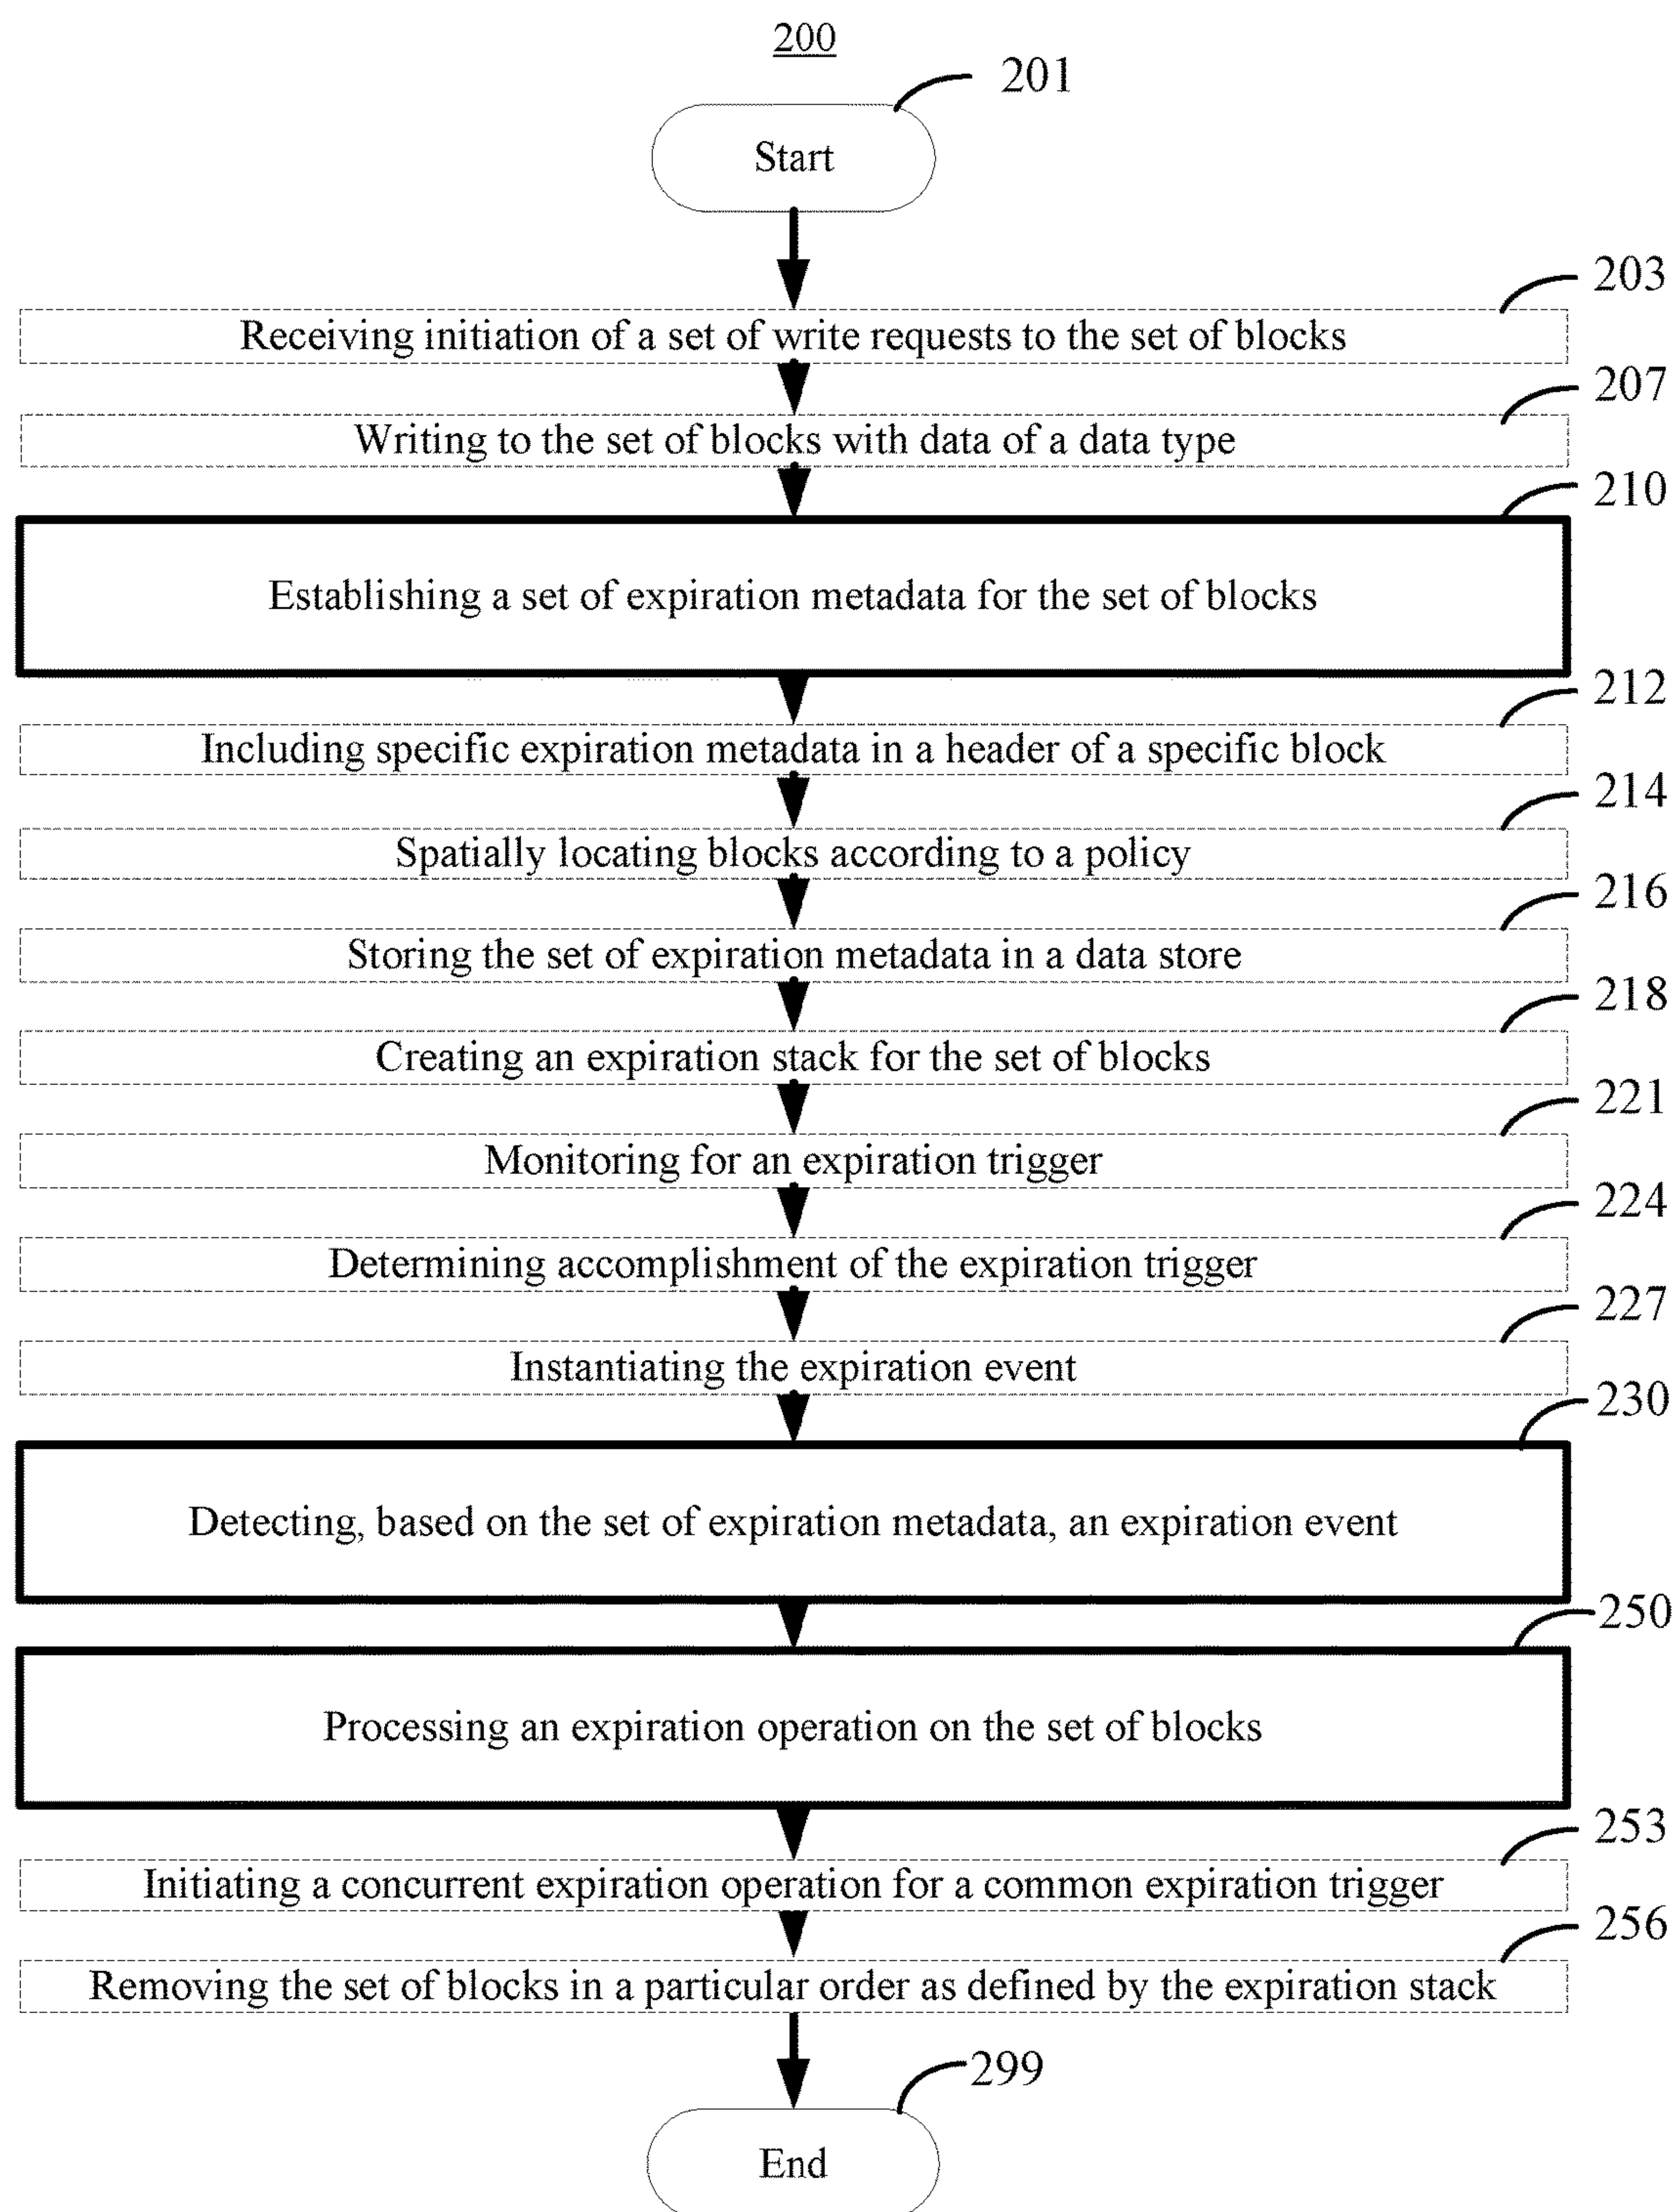 200
201
Start
203
Receiving initiation of a set of write requests to the set of blocks
207
Writing to the set of blocks with data of a data type
210
Establishing a set of expiration metadata for the set of blocks
212
Including specific expiration metadata in a header of a specific block
214
Spatially locating blocks according to a policy
216
Storing the set of expiration metadata in a data store
218
Creating an expiration stack for the set of blocks
221
Monitoring for an expiration trigger
224
Determining accomplishment of the expiration trigger
227
Instantiating the expiration event
230
Detecting, based on the set of expiration metadata, an expiration event
250
Processing an expiration operation on the set of blocks
253
Initiating a concurrent expiration operation for a common expiration trigger
256
Removing the set of blocks in a particular order as defined by the expiration stack
299
End